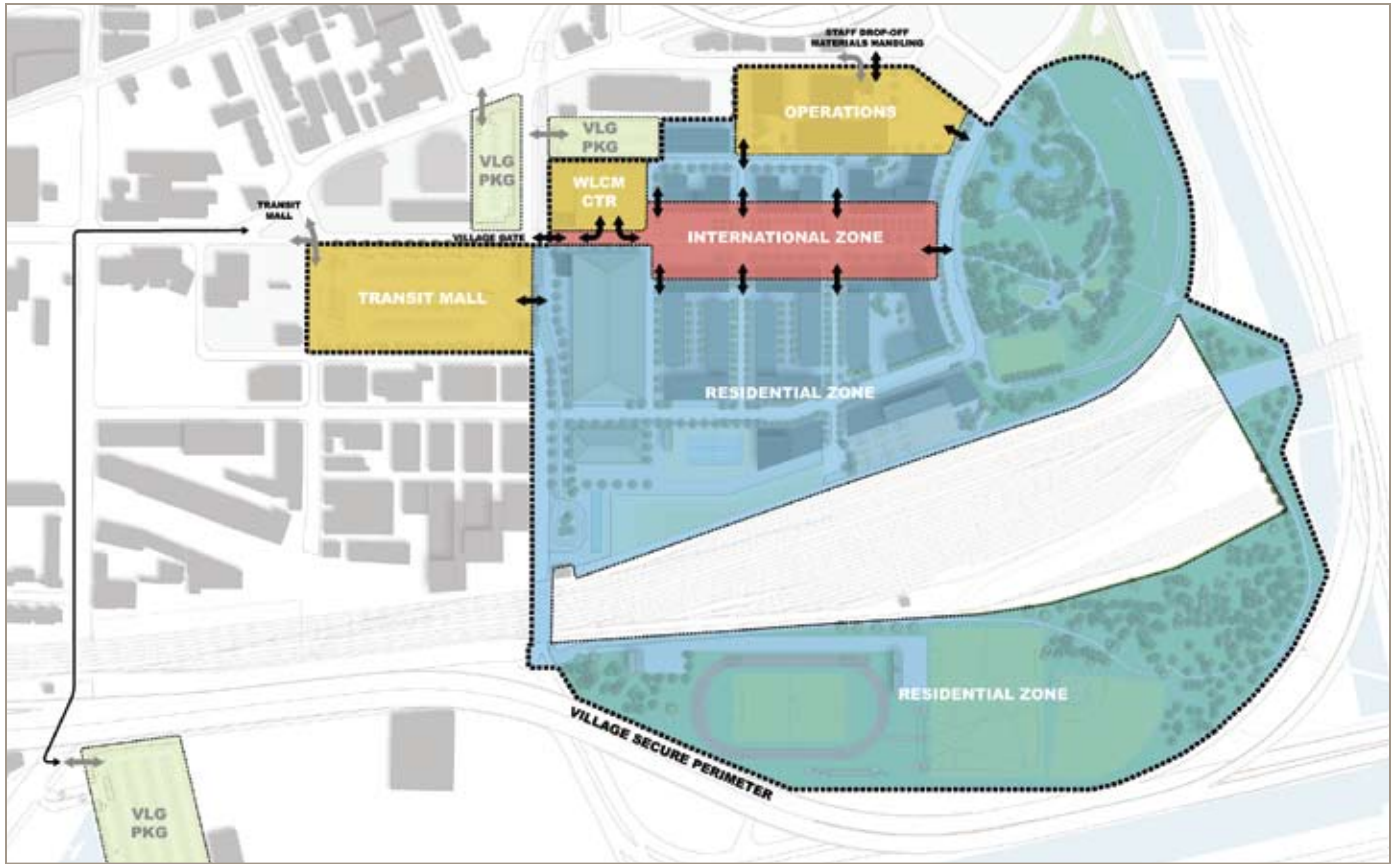 STAFF DROP-OFF
MATERIALS HANDLING
OPERATIONS
VLG
PKG
VLG
PKG
WLCM
CTR
TRANSIT
MALL
VILLAGE GATE
INTERNATIONAL ZONE
TRANSIT MALL
RESIDENTIAL ZONE
RESIDENTIAL ZONE
VILLAGE SECURE PERIMETER
VLG
PKG